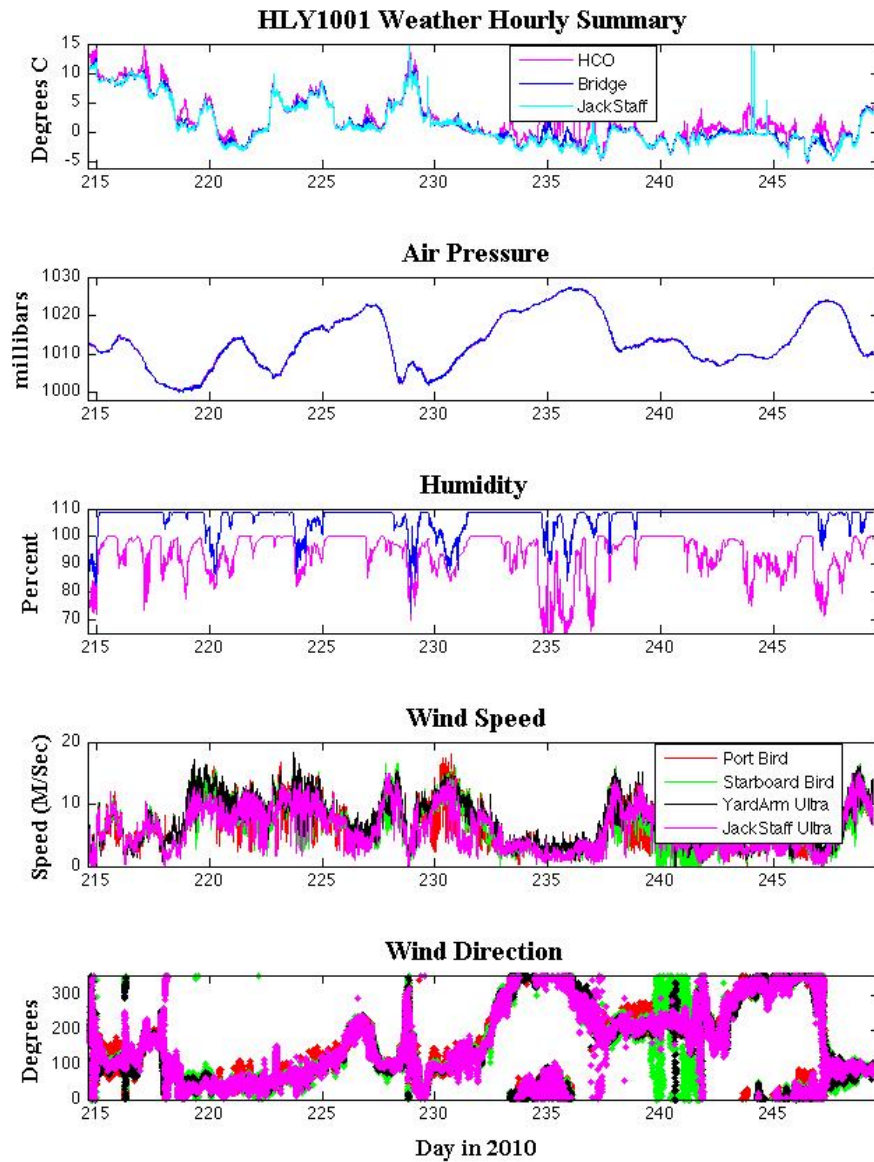 HLY1001 Weather Hourly Summary
Degrees C
15
10
5
0
-5
HCO
Bridge
JackStaff
215 220 225 230 235 240 245
Air Pressure
millibars
1030
1020
1010
1000
215 220 225 230 235 240 245
Humidity
Percent
110
100
90
80
70
215 220 225 230 235 240 245
Wind Speed
Speed (M/Sec)
20
10
0
Port Bird
Starboard Bird
YardArm Ultra
JackStaff Ultra
215 220 225 230 235 240 245
Wind Direction
Degrees
300
200
100
0
215 220 225 230 235 240 245
Day in 2010